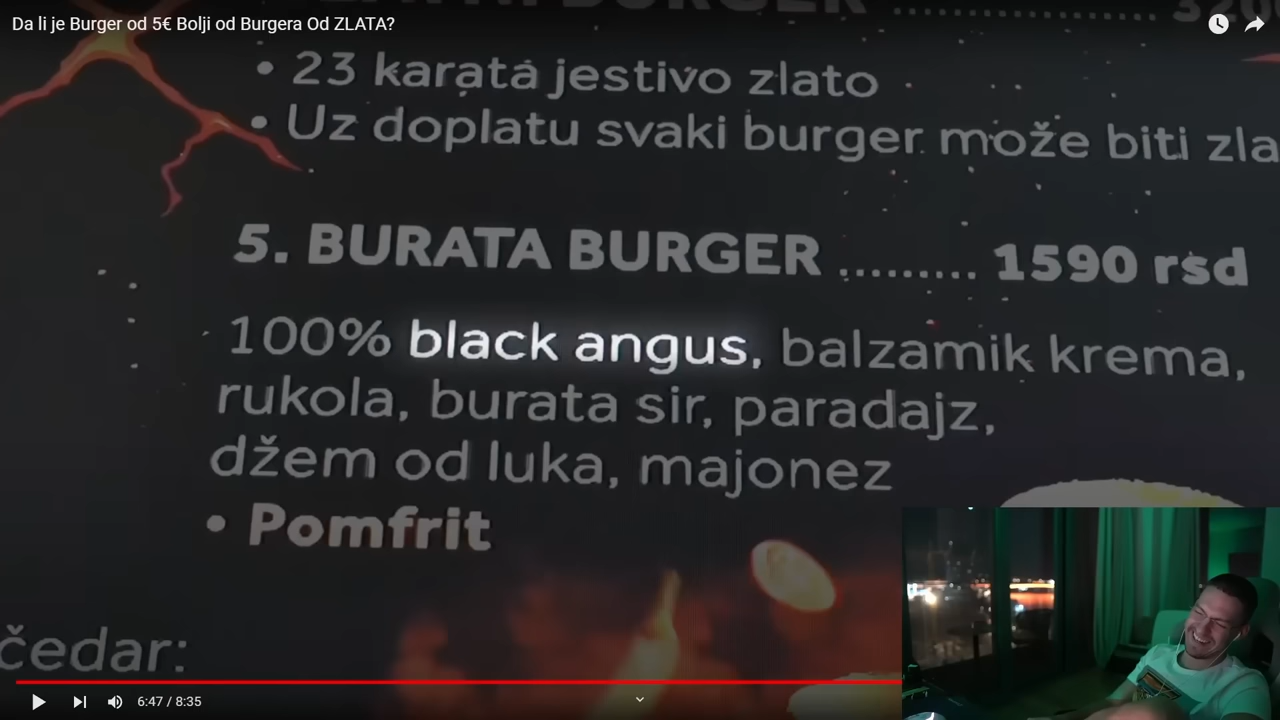 Da li je Burger od 5€ Bolji od Burgera Od ZLATA?
• 23 karata jestivo zlato
• Uz doplatu svaki burger može biti zla
5. BURATA BURGER ......... 1590 rsd
100% black angus, balzamik krema,
rukola, burata sir, paradajz,
džem od luka, majonez
• Pomfrit
čedar:
6:47 / 8:35